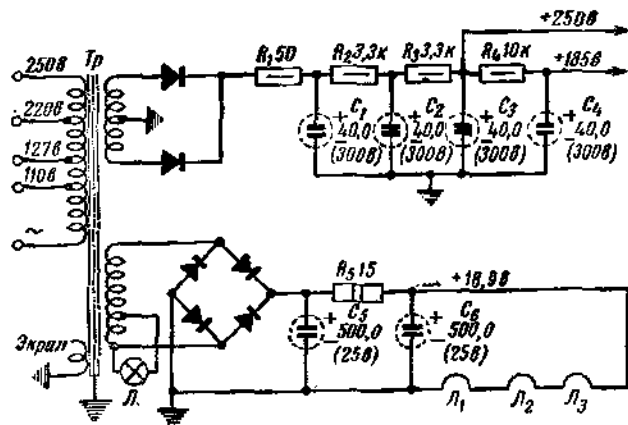 250в
Тр
220в
127в
110в
~
Экран
Л.
R₁ 50
R₂ 3,3к
R₃ 3,3к
R₄ 10к
+250в
+185в
+ C₁
40,0
(300в)
+ C₂
40,0
(300в)
+ C₃
40,0
(300в)
+ C₄
40,0
(300в)
R₅ 15
+18,9в
+ C₅
500,0
(25в)
+ C₆
500,0
(25в)
Л₁
Л₂
Л₃